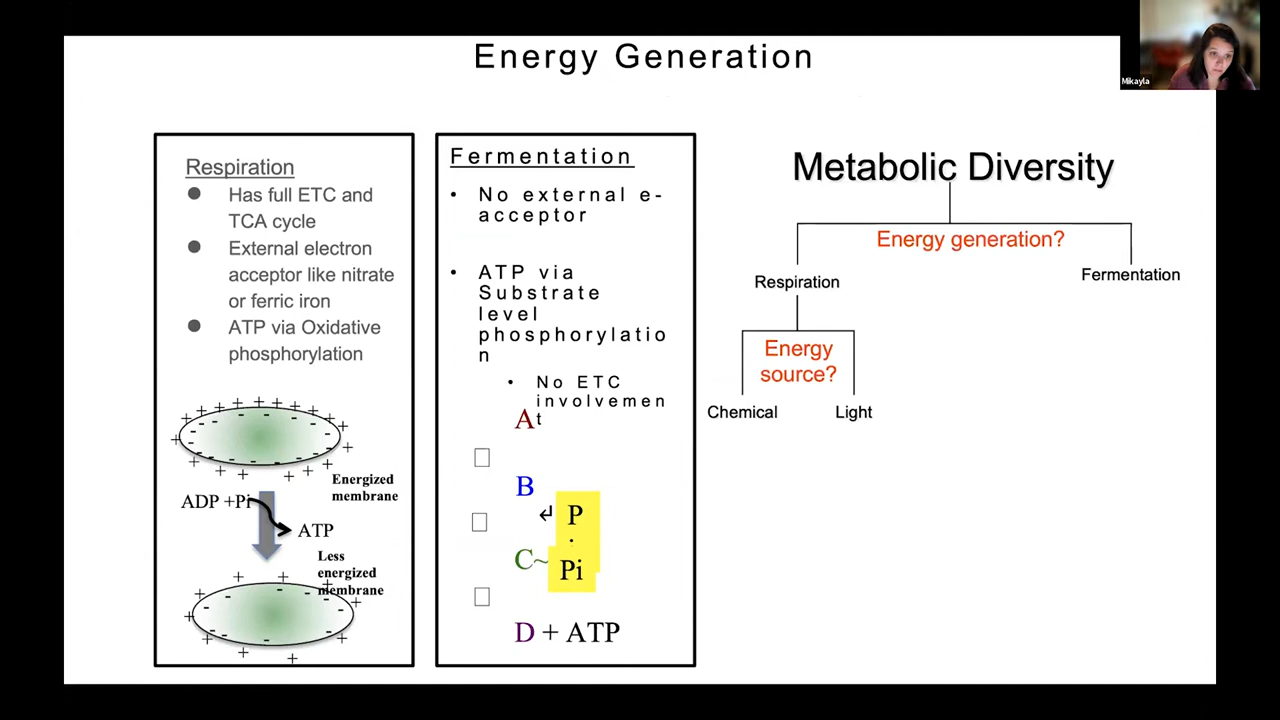 Energy Generation
Mikayla
Respiration
● Has full ETC and
TCA cycle
● External electron
acceptor like nitrate
or ferric iron
● ATP via Oxidative
phosphorylation
Energized
membrane
ADP +Pi
ATP
Less
energized
membrane
Fermentation
• No external e-
acceptor
• ATP via
Substrate
level
phosphorylatio
n
• No ETC
involvemen
t
A
B
↲ P
.
C~ Pi
D + ATP
Metabolic Diversity
Energy generation?
Respiration
Fermentation
Energy
source?
Chemical
Light